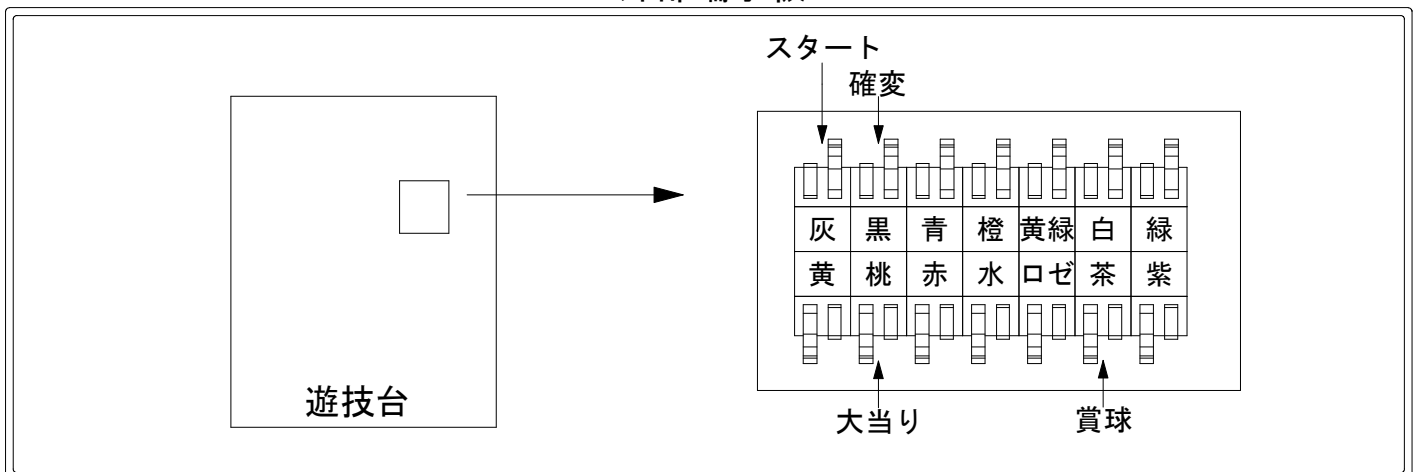 スタート
確変
灰 黒 青 橙 黄緑 白 緑
黄 桃 赤 水 ロゼ 茶 紫
大当り 賞球
遊技台